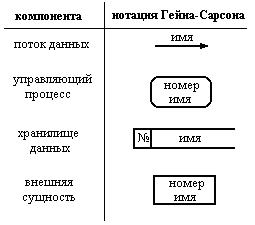 компонента нотация Гейна-Сарсона
поток данных имя
управляющий
процесс
номер
имя
хранилище
данных
№ имя
внешняя
сущность
номер
имя